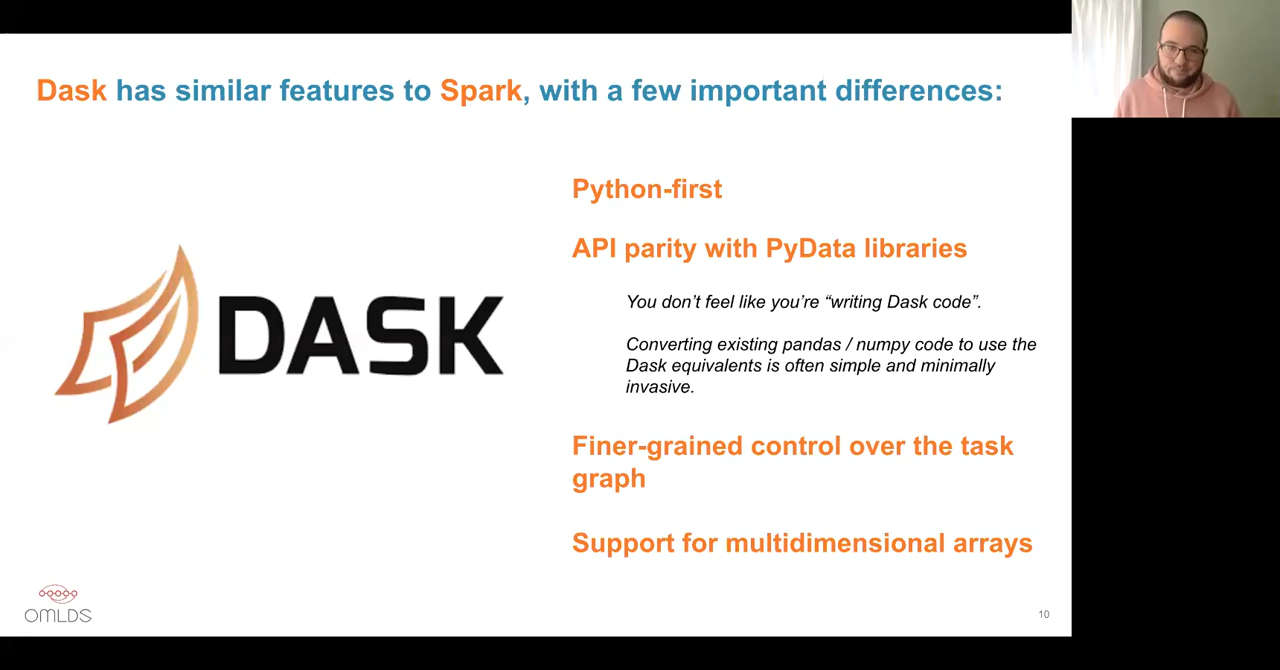 Dask has similar features to Spark, with a few important differences:
DASK
Python-first
API parity with PyData libraries
You don’t feel like you’re “writing Dask code”.
Converting existing pandas / numpy code to use the
Dask equivalents is often simple and minimally
invasive.
Finer-grained control over the task
graph
Support for multidimensional arrays
OMLDS
10